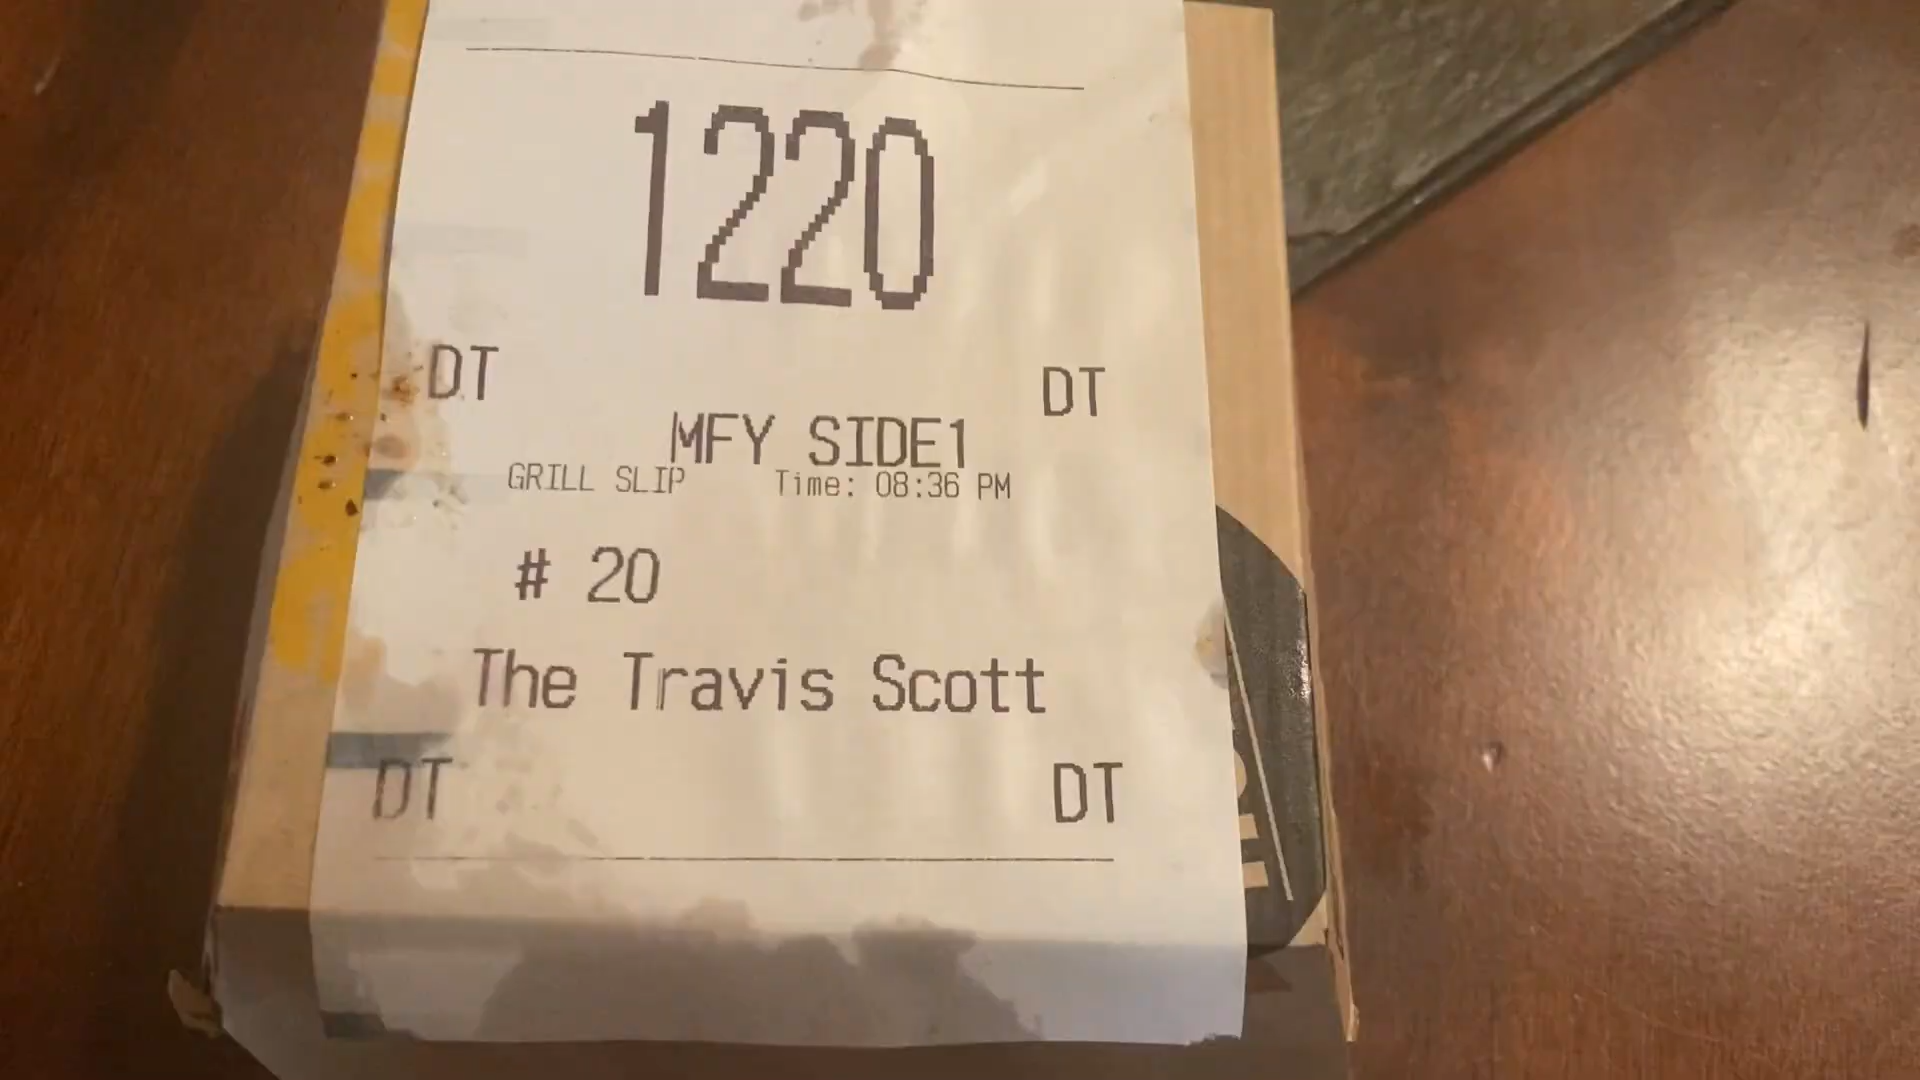 1220
DT DT
MFY SIDE1
GRILL SLIP Time: 08:36 PM
# 20
The Travis Scott
DT DT